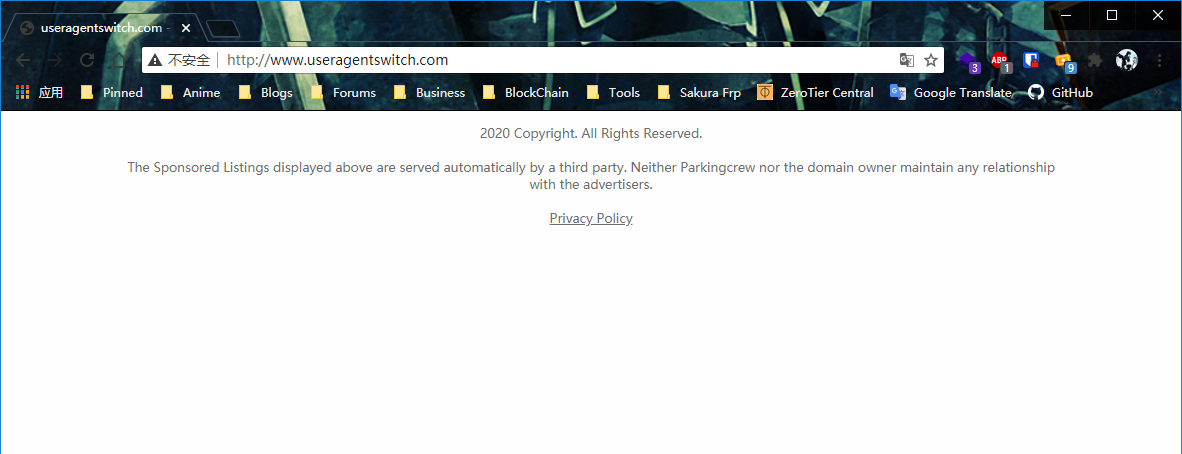 useragentswitch.com -
不安全 http://www.useragentswitch.com
3
ABP
1
9
应用 Pinned Anime Blogs Forums Business BlockChain Tools Sakura Frp ZeroTier Central Google Translate GitHub
2020 Copyright. All Rights Reserved.
The Sponsored Listings displayed above are served automatically by a third party. Neither Parkingcrew nor the domain owner maintain any relationship
with the advertisers.
Privacy Policy